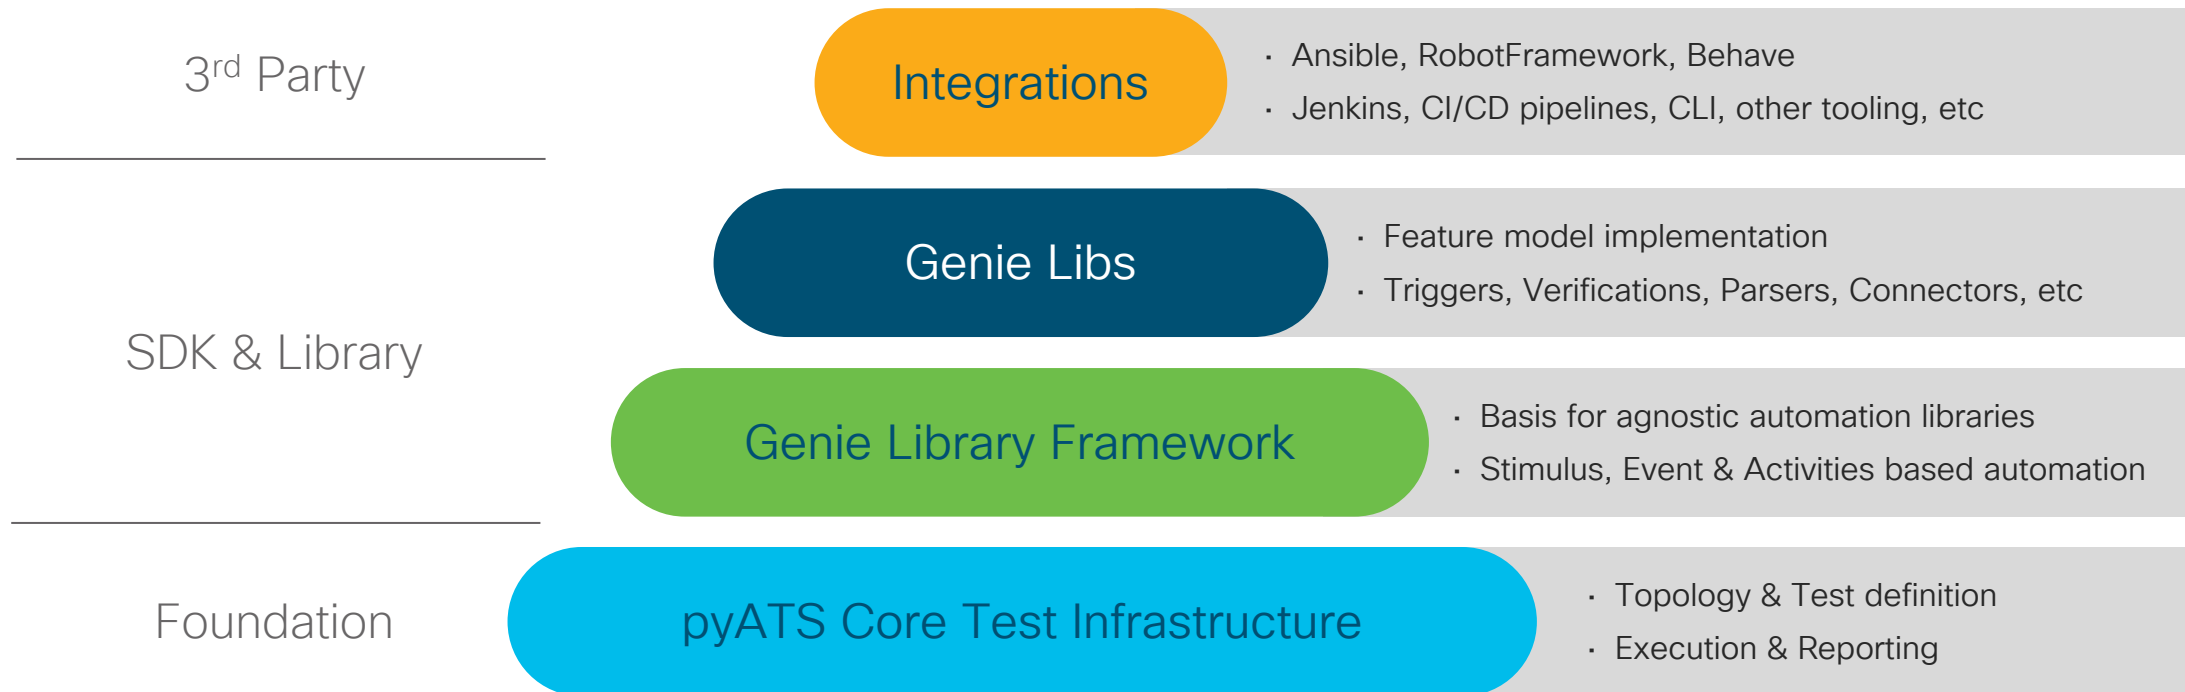 3rd Party
Integrations
· Ansible, RobotFramework, Behave
· Jenkins, CI/CD pipelines, CLI, other tooling, etc
SDK & Library
Genie Libs
· Feature model implementation
· Triggers, Verifications, Parsers, Connectors, etc
Genie Library Framework
· Basis for agnostic automation libraries
· Stimulus, Event & Activities based automation
Foundation
pyATS Core Test Infrastructure
· Topology & Test definition
· Execution & Reporting